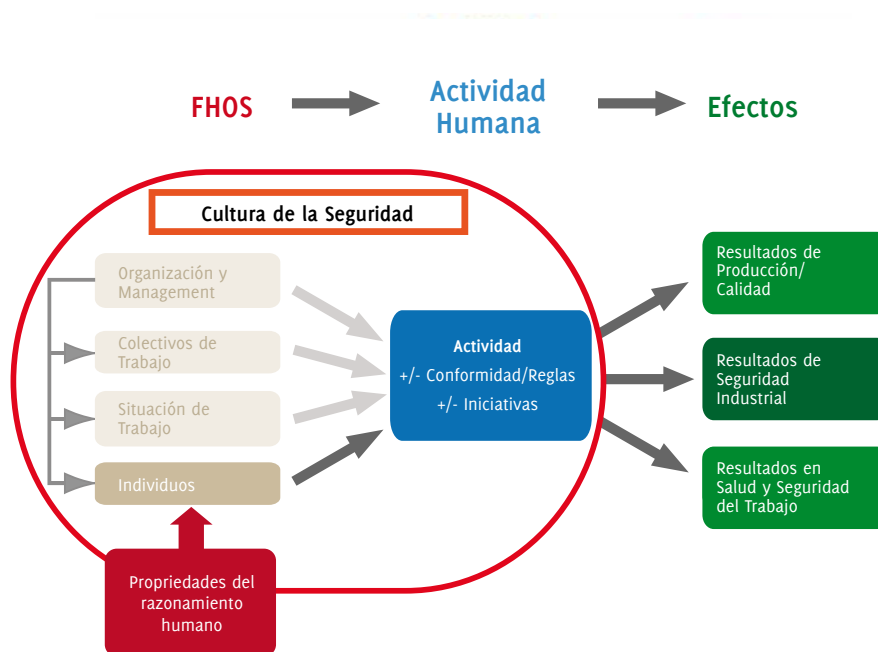 FHOS
Actividad
Humana
Efectos
Cultura de la Seguridad
Organización y
Management
Colectivos de
Trabajo
Situación de
Trabajo
Individuos
Propriedades del
razonamiento
humano
Actividad
+/- Conformidad/Reglas
+/- Iniciativas
Resultados de
Producción/
Calidad
Resultados de
Seguridad
Industrial
Resultados en
Salud y Seguridad
del Trabajo